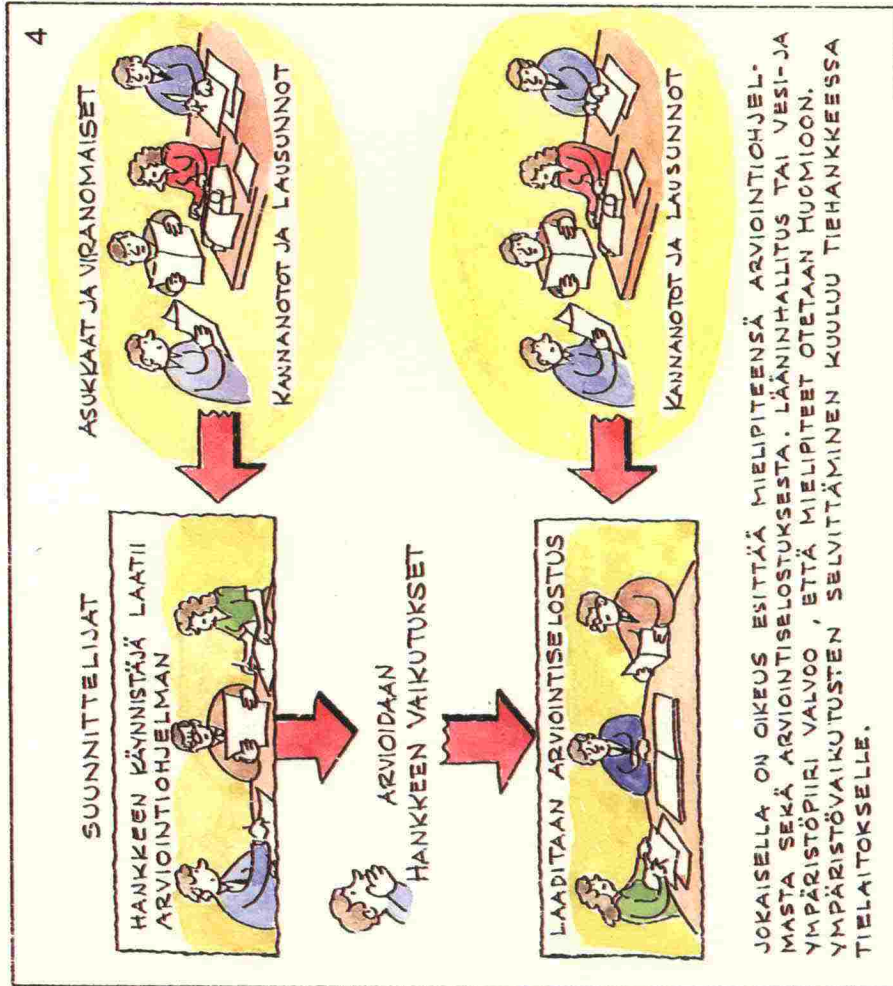 4
SUUNNITTELIJAT
HANKKEEN KÄYNNISTÄJÄ LAATII
ARVIOINTIOHJELMAN
ASUKKAAT JA VIRANOMAISET
KANNANOTOT JA LAUSUNNOT
ARVIOIDAAN
HANKKEEN VAIKUTUKSET
LAADITAAN ARVIOINTISELOSTUS
KANNANOTOT JA LAUSUNNOT
JOKAISELLA ON OIKEUS ESITTÄÄ MIELIPITEENSÄ ARVIOINTIOHJEL-
MASTA SEKÄ ARVIOINTISELOSTUKSESTA. LÄÄNINHALLITUS TAI VESI-JA
YMPÄRISTÖPIIRI VALVOO, ETTÄ MIELIPITEET OTETAAN HUOMIOON.
YMPÄRISTÖVAIKUTUSTEN SELVITTÄMINEN KUULUU TIEHANKKEESSA
TIELAITOKSELLE.